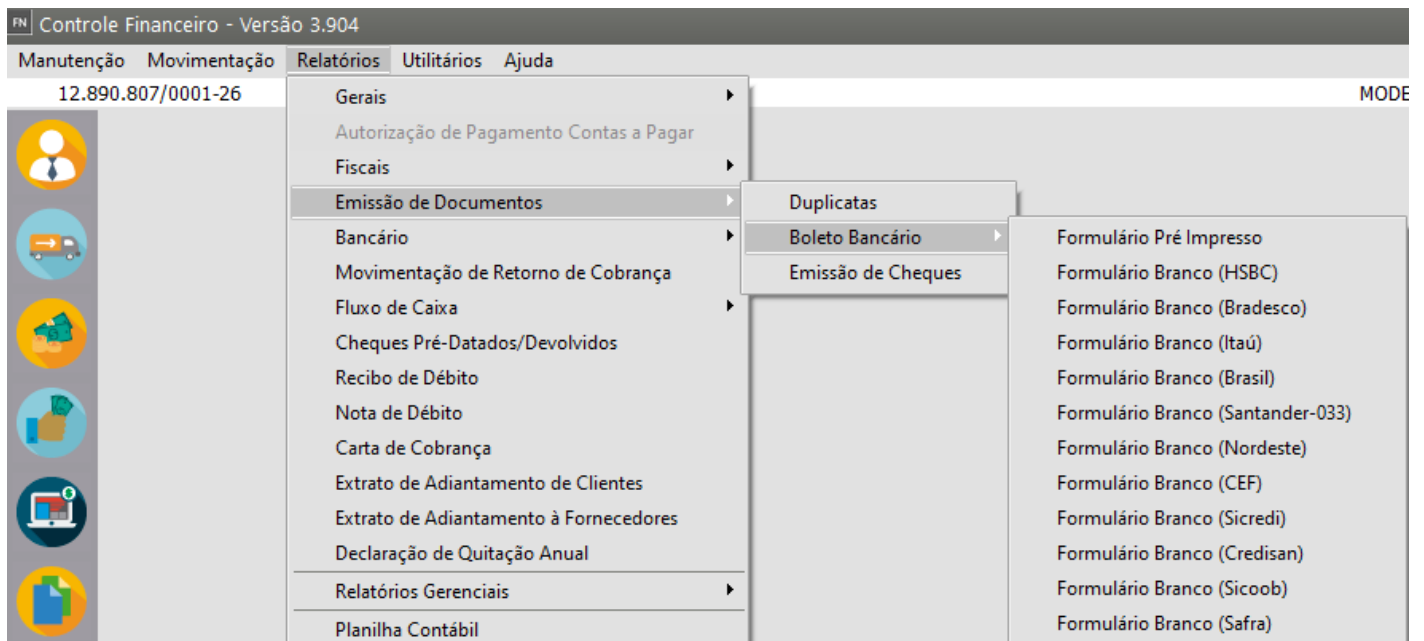 FN Controle Financeiro - Versão 3.904
Manutenção Movimentação Relatórios Utilitários Ajuda
12.890.807/0001-26
MODE
Gerais
Autorização de Pagamento Contas a Pagar
Fiscais
Emissão de Documentos
Bancário
Movimentação de Retorno de Cobrança
Fluxo de Caixa
Cheques Pré-Datados/Devolvidos
Recibo de Débito
Nota de Débito
Carta de Cobrança
Extrato de Adiantamento de Clientes
Extrato de Adiantamento à Fornecedores
Declaração de Quitação Anual
Relatórios Gerenciais
Planilha Contábil
Duplicatas
Boleto Bancário
Emissão de Cheques
Formulário Pré Impresso
Formulário Branco (HSBC)
Formulário Branco (Bradesco)
Formulário Branco (Itaú)
Formulário Branco (Brasil)
Formulário Branco (Santander-033)
Formulário Branco (Nordeste)
Formulário Branco (CEF)
Formulário Branco (Sicredi)
Formulário Branco (Credisan)
Formulário Branco (Sicoob)
Formulário Branco (Safra)